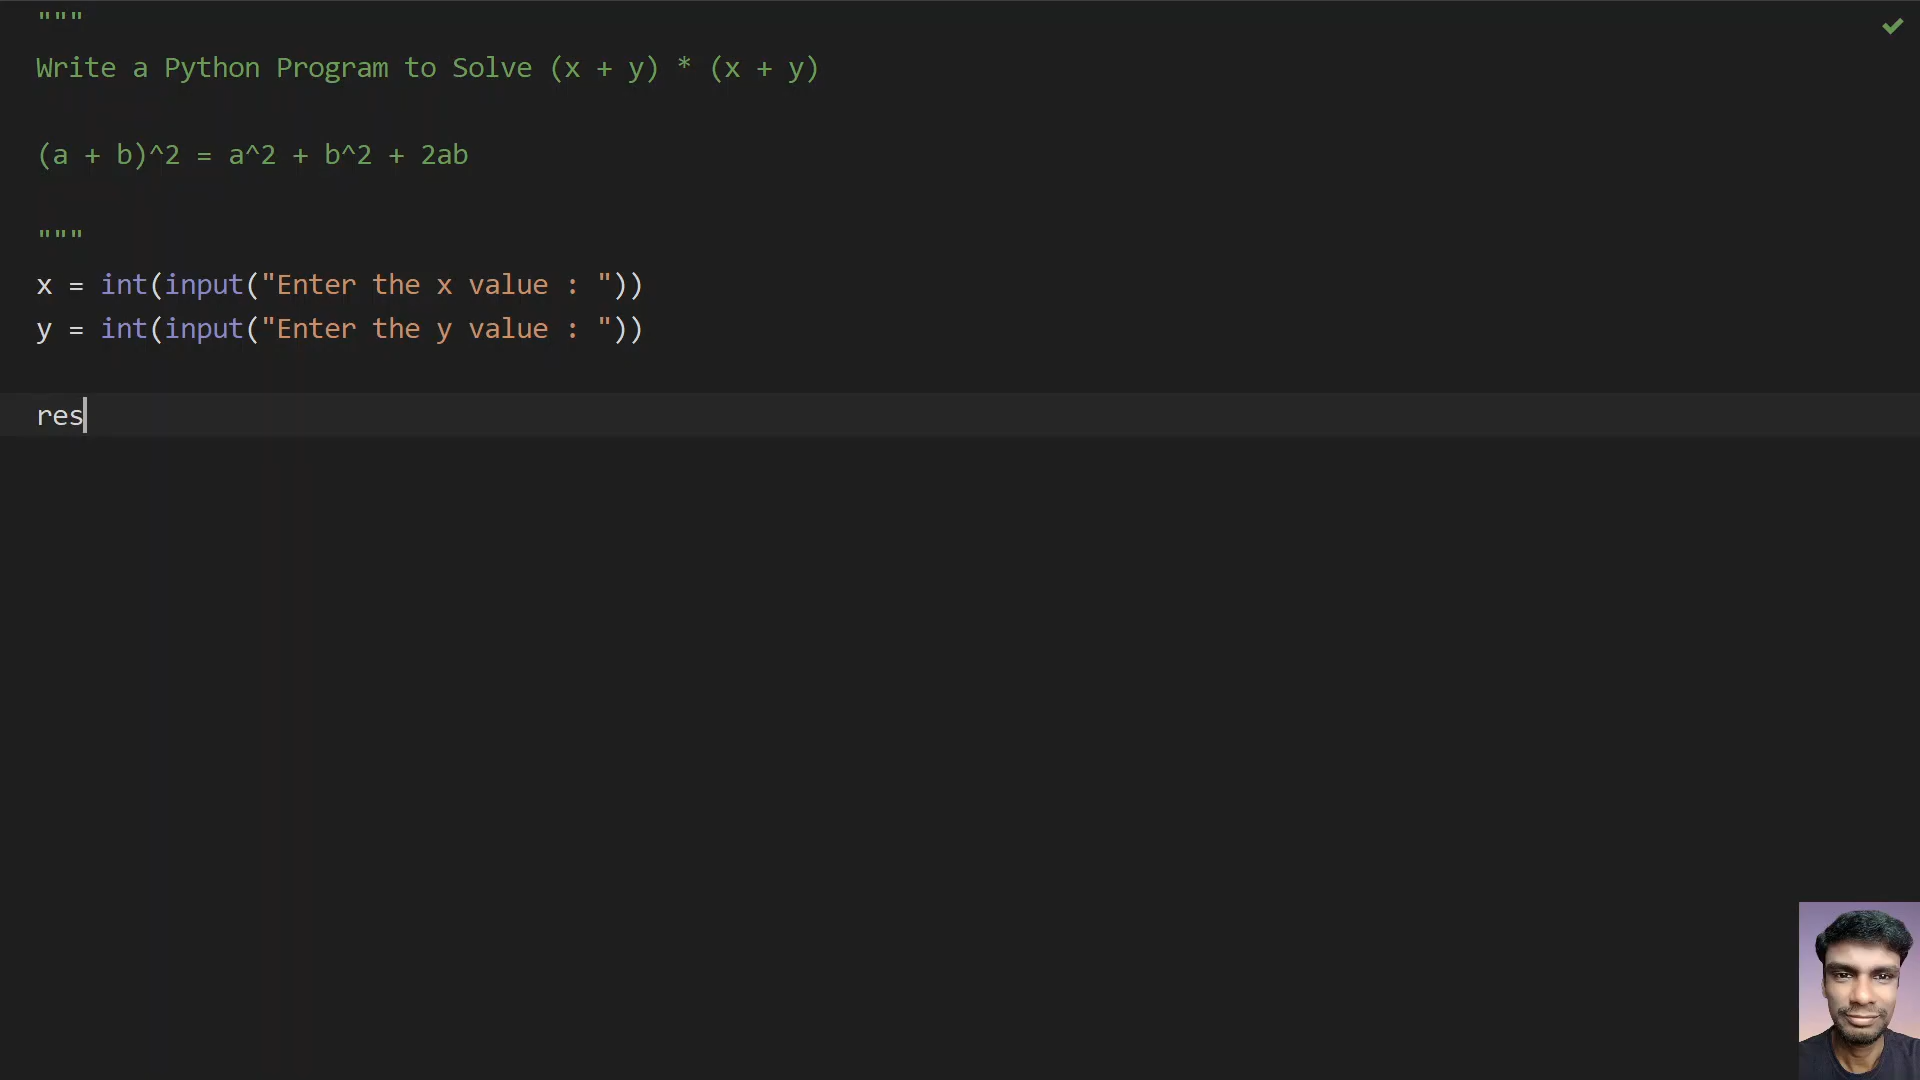 """
Write a Python Program to Solve (x + y) * (x + y)
(a + b)^2 = a^2 + b^2 + 2ab
"""
x = int(input("Enter the x value : "))
y = int(input("Enter the y value : "))
res